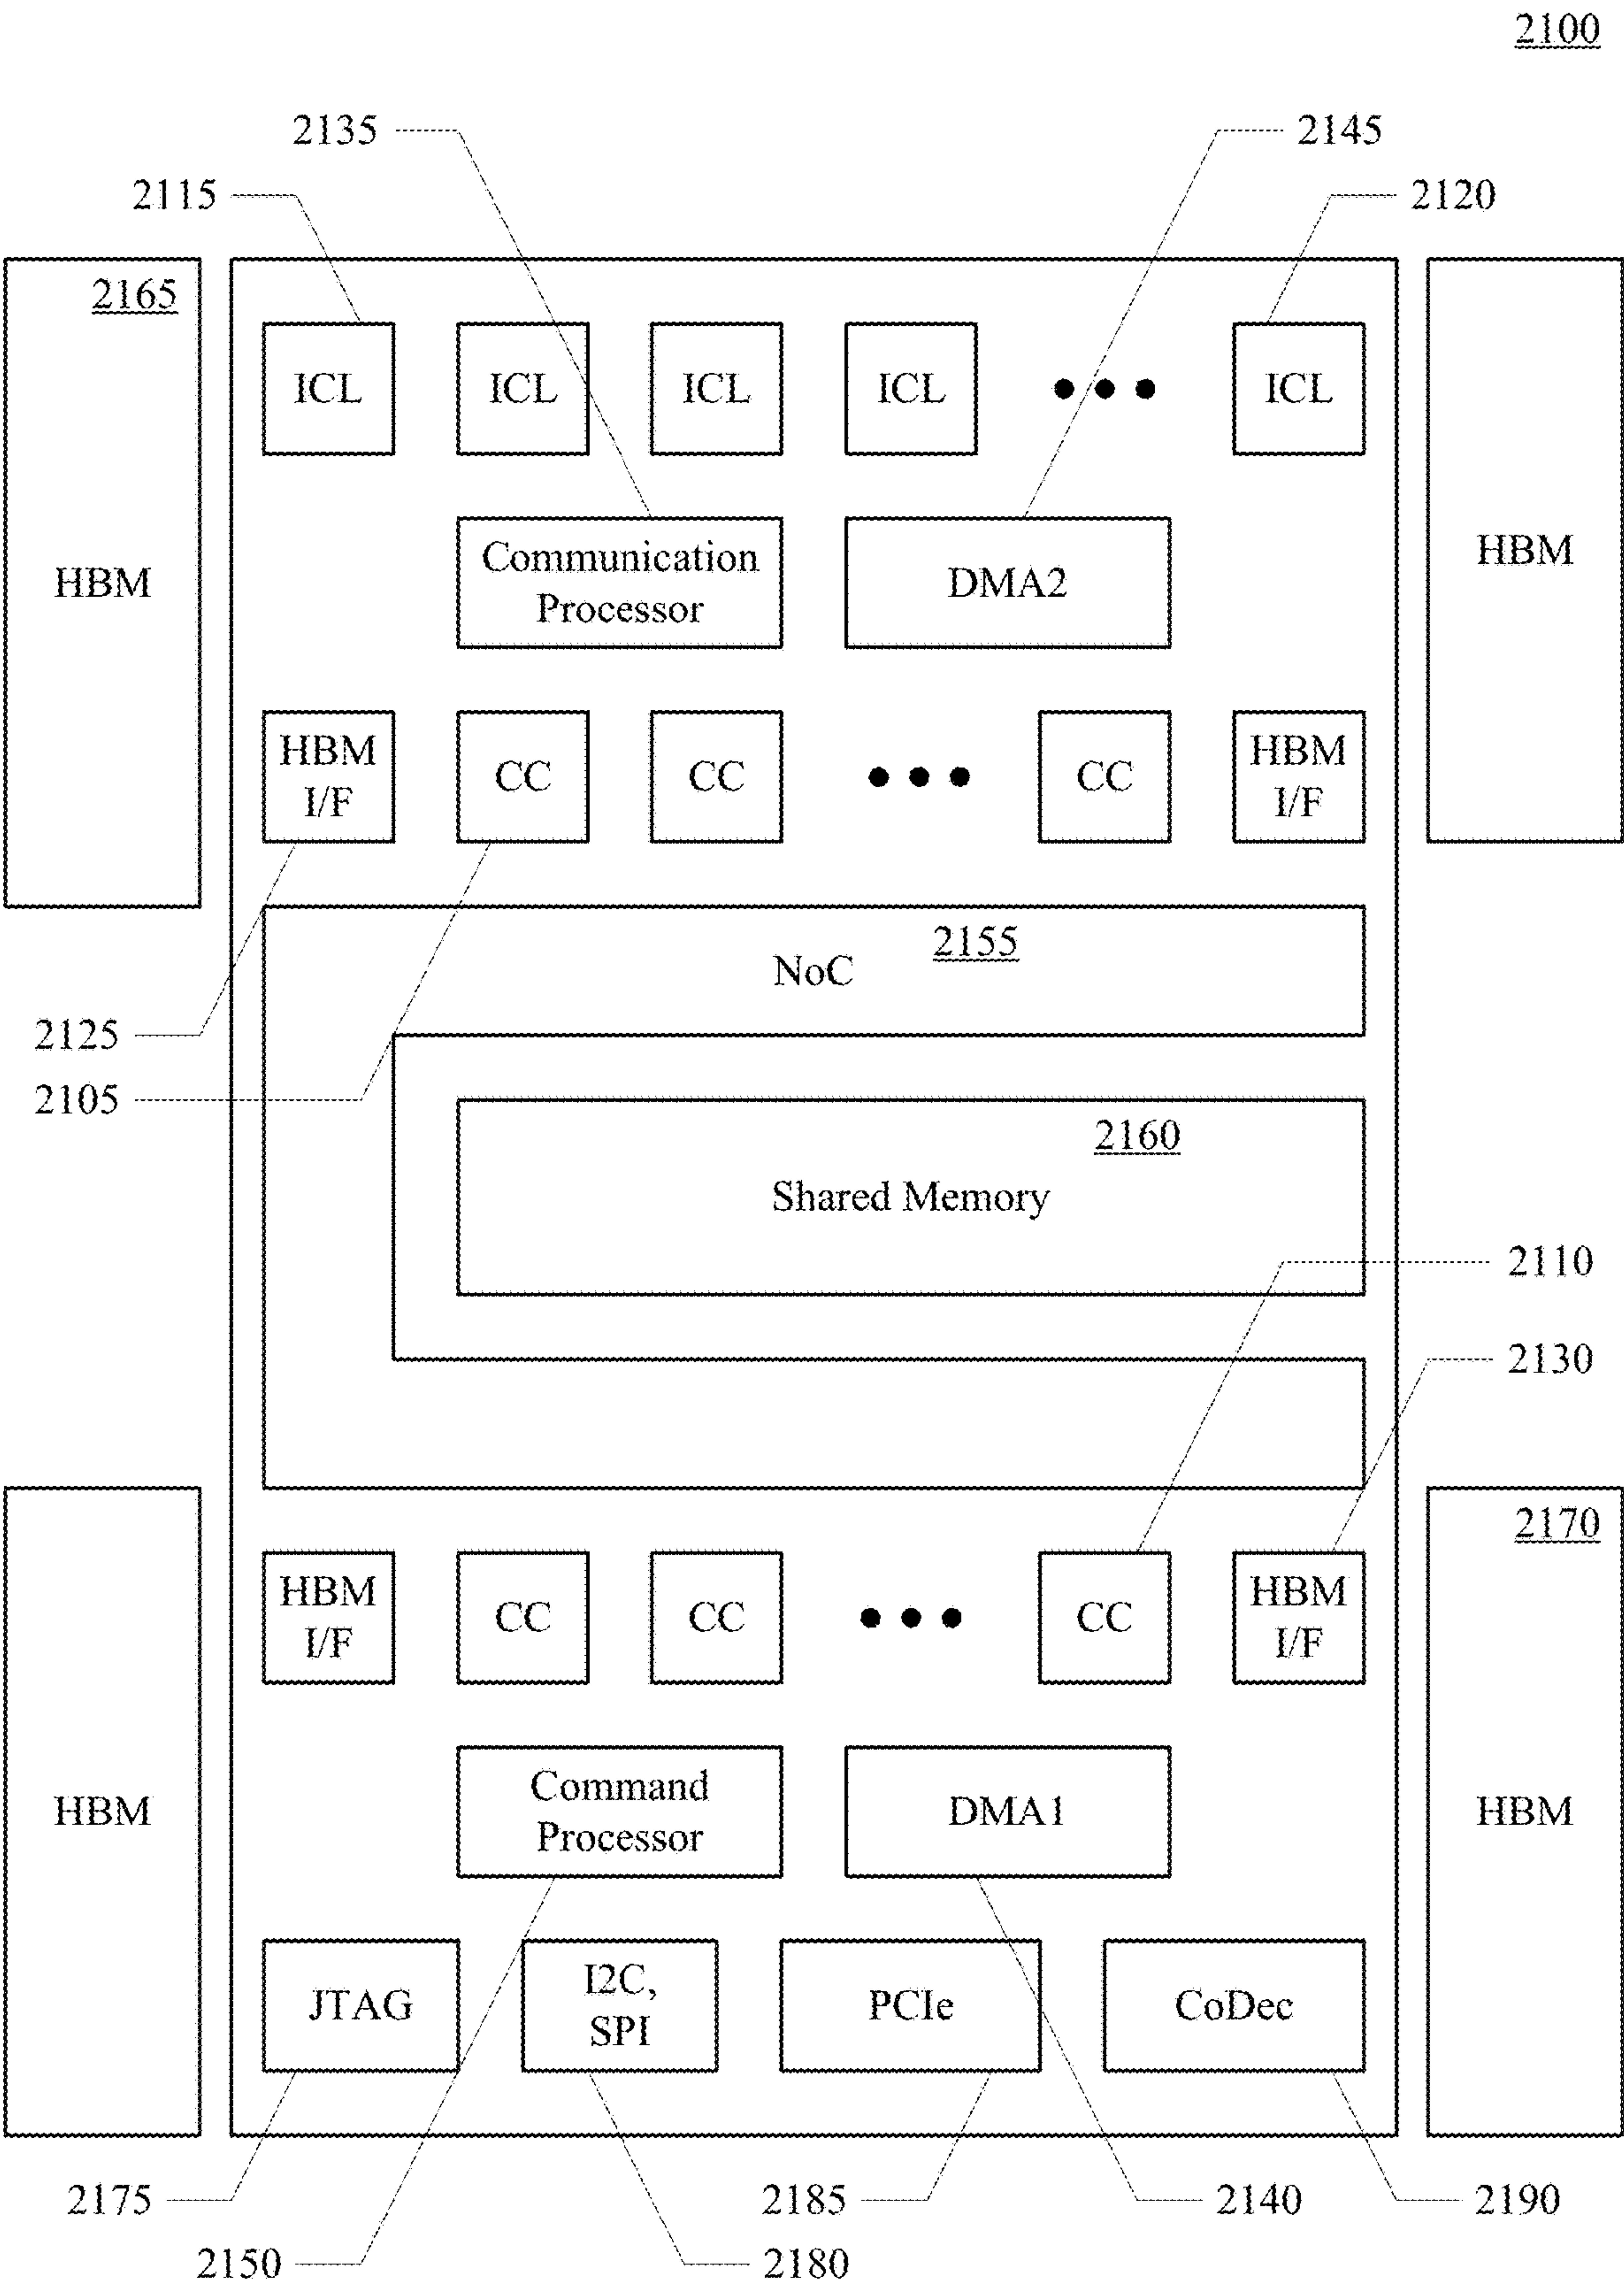 2100
2135
2145
2115
2120
2165
ICL
ICL
ICL
ICL
ICL
HBM
Communication
Processor
DMA2
HBM
HBM
I/F
CC
CC
CC
HBM
I/F
2155
NoC
2125
2105
2160
Shared Memory
2110
2130
2170
HBM
I/F
CC
CC
CC
HBM
I/F
HBM
Command
Processor
DMA1
HBM
JTAG
I2C,
SPI
PCIe
CoDec
2175
2185
2140
2190
2150
2180